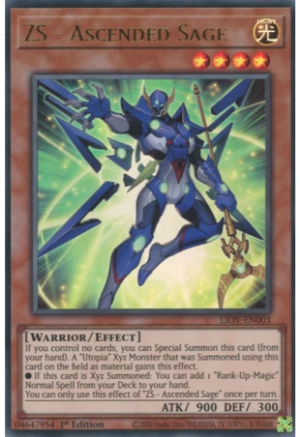 ZS - Ascended Sage
光
LIOV-EN003
[Warrior/Effect]
If you control no cards, you can Special Summon this card (from
your hand). A "Utopia" Xyz Monster that was Summoned using this
card on the field as material gains this effect.
● If this card is Xyz Summoned: You can add 1 "Rank-Up-Magic"
Normal Spell from your Deck to your hand.
You can only use this effect of "ZS - Ascended Sage" once per turn.
ATK/ 900 DEF/ 300
04647954 1st Edition